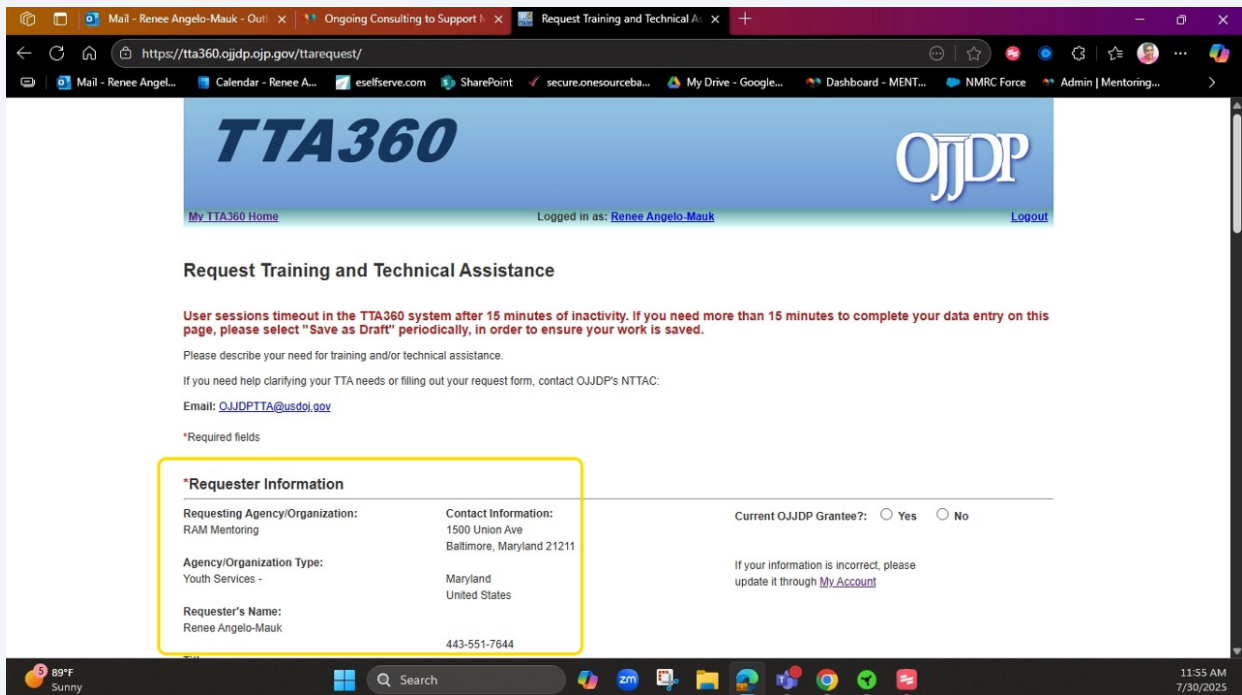 Mail - Renee Angelo-Mauk - Outl
Ongoing Consulting to Support
Request Training and Technical As
https://tta360.ojjdp.ojp.gov/ttarequest/
Mail - Renee Angel...
Calendar - Renee A...
eselfserve.com
SharePoint
secure.onesourceba...
My Drive - Google...
Dashboard - MENT...
NMRC Force
Admin | Mentoring...
TTA360
OJJDP
My TTA360 Home
Logged in as: Renee Angelo-Mauk
Logout
Request Training and Technical Assistance
User sessions timeout in the TTA360 system after 15 minutes of inactivity. If you need more than 15 minutes to complete your data entry on this
page, please select "Save as Draft" periodically, in order to ensure your work is saved.
Please describe your need for training and/or technical assistance.
If you need help clarifying your TTA needs or filling out your request form, contact OJJDP's NTTAC:
Email: OJJDPTTA@usdoj.gov
*Required fields
*Requester Information
Requesting Agency/Organization:
RAM Mentoring
Agency/Organization Type:
Youth Services -
Requester's Name:
Renee Angelo-Mauk
Contact Information:
1500 Union Ave
Baltimore, Maryland 21211
Maryland
United States
443-551-7644
Current OJJDP Grantee?: Yes No
If your information is incorrect, please
update it through My Account
5
89°F
Sunny
Search
zm
11:55 AM
7/30/2025